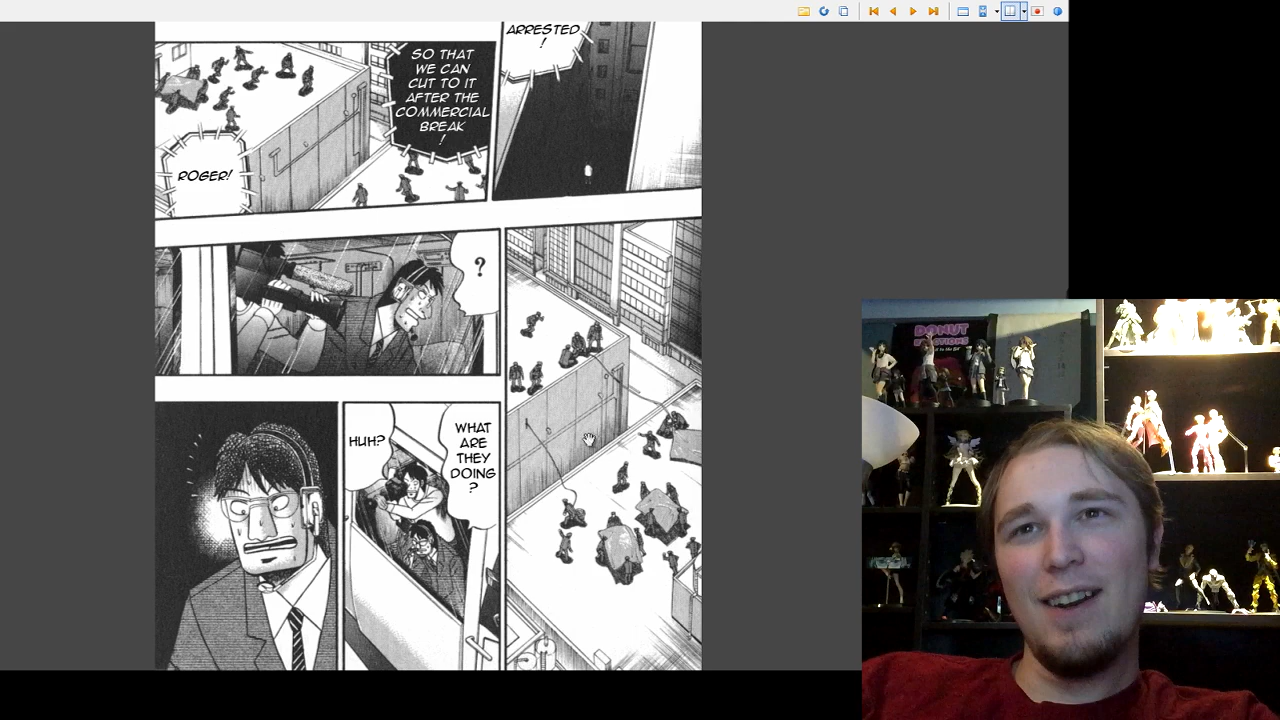 ARRESTED
!
SO THAT
WE CAN
CUT TO IT
AFTER THE
COMMERCIAL
BREAK
!
ROGER!
?
WHAT
ARE
THEY
DOING
?
HUH?
DONUT